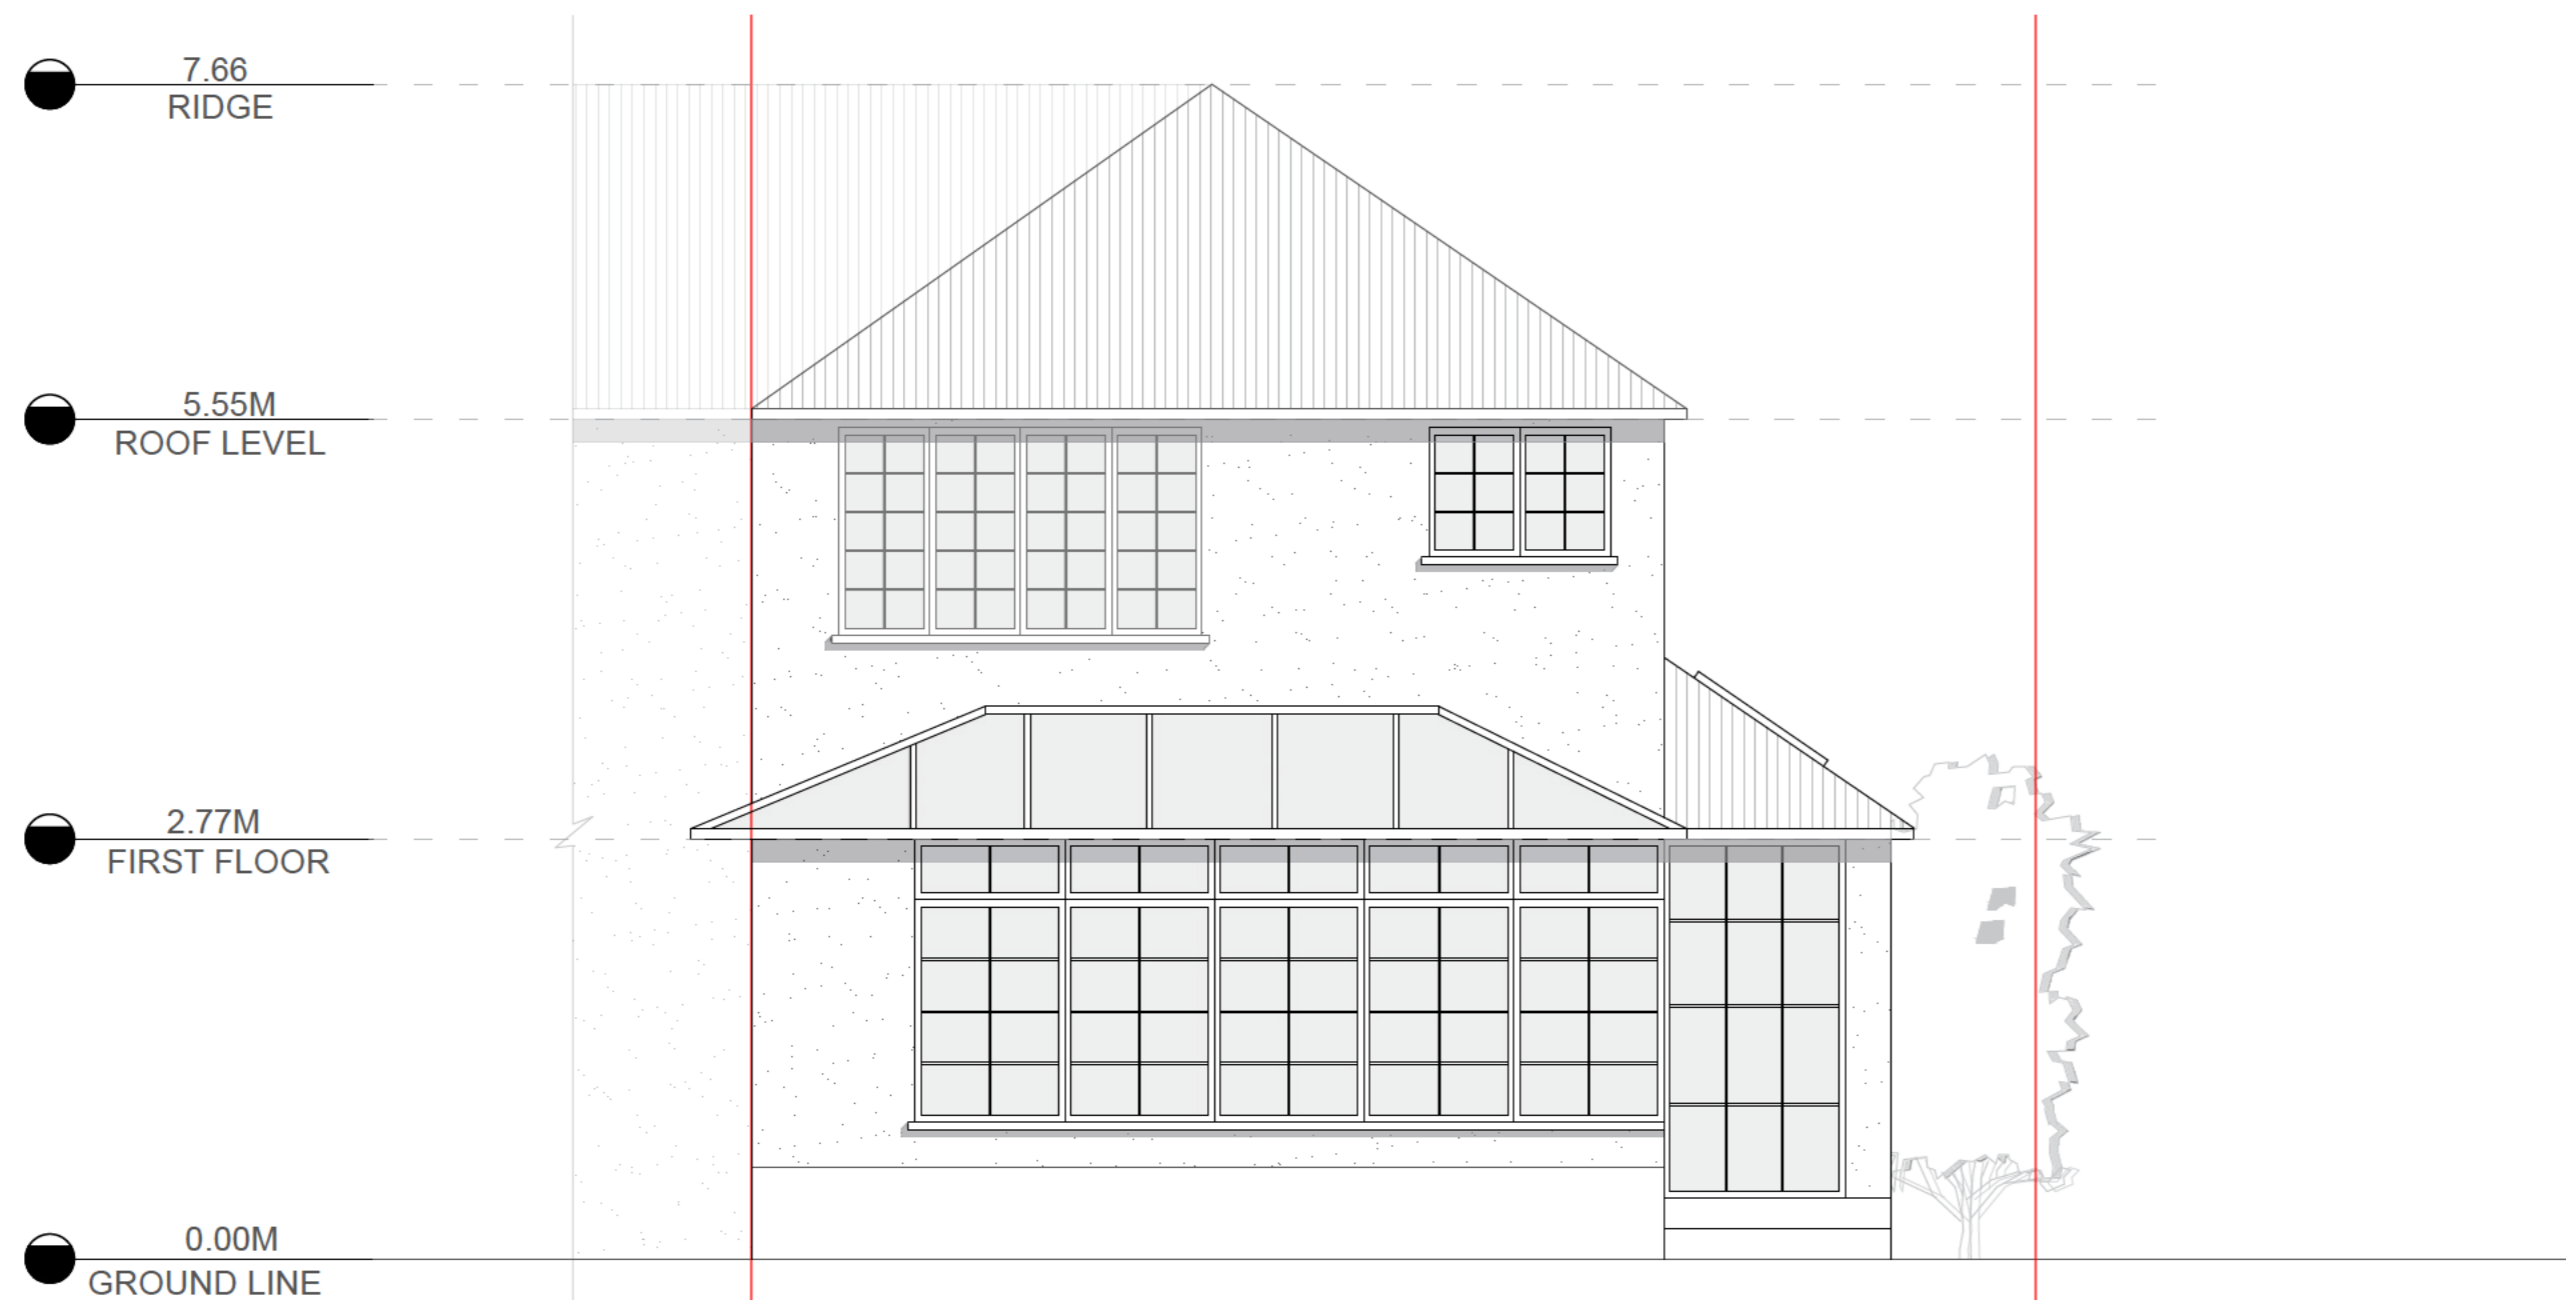 7.66
RIDGE
5.55M
ROOF LEVEL
2.77M
FIRST FLOOR
0.00M
GROUND LINE